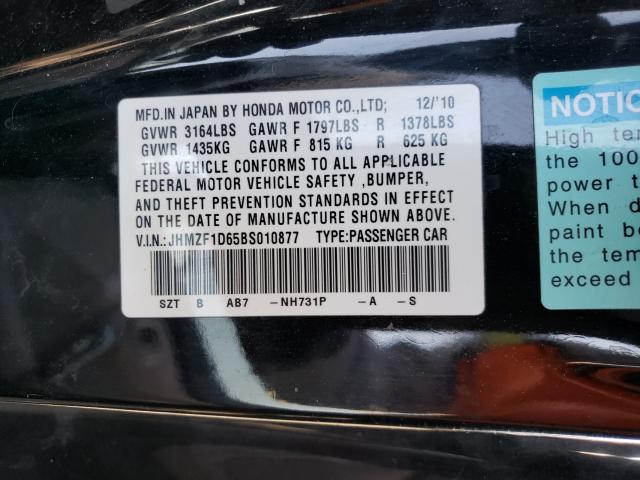 MFD.IN JAPAN BY HONDA MOTOR CO.,LTD; 12/'10
GVWR 3164LBS GAWR F 1797LBS R 1378LBS
GVWR 1435KG GAWR F 815 KG R 625 KG
THIS VEHICLE CONFORMS TO ALL APPLICABLE
FEDERAL MOTOR VEHICLE SAFETY ,BUMPER,
AND THEFT PREVENTION STANDARDS IN EFFECT
ON THE DATE OF MANUFACTURE SHOWN ABOVE.
V.I.N.:JHMZF1D65BS010877 TYPE:PASSENGER CAR
SZT B AB7 -NH731P -A -S
NOTIC
High
the 100
power
When
paint
the
exceed